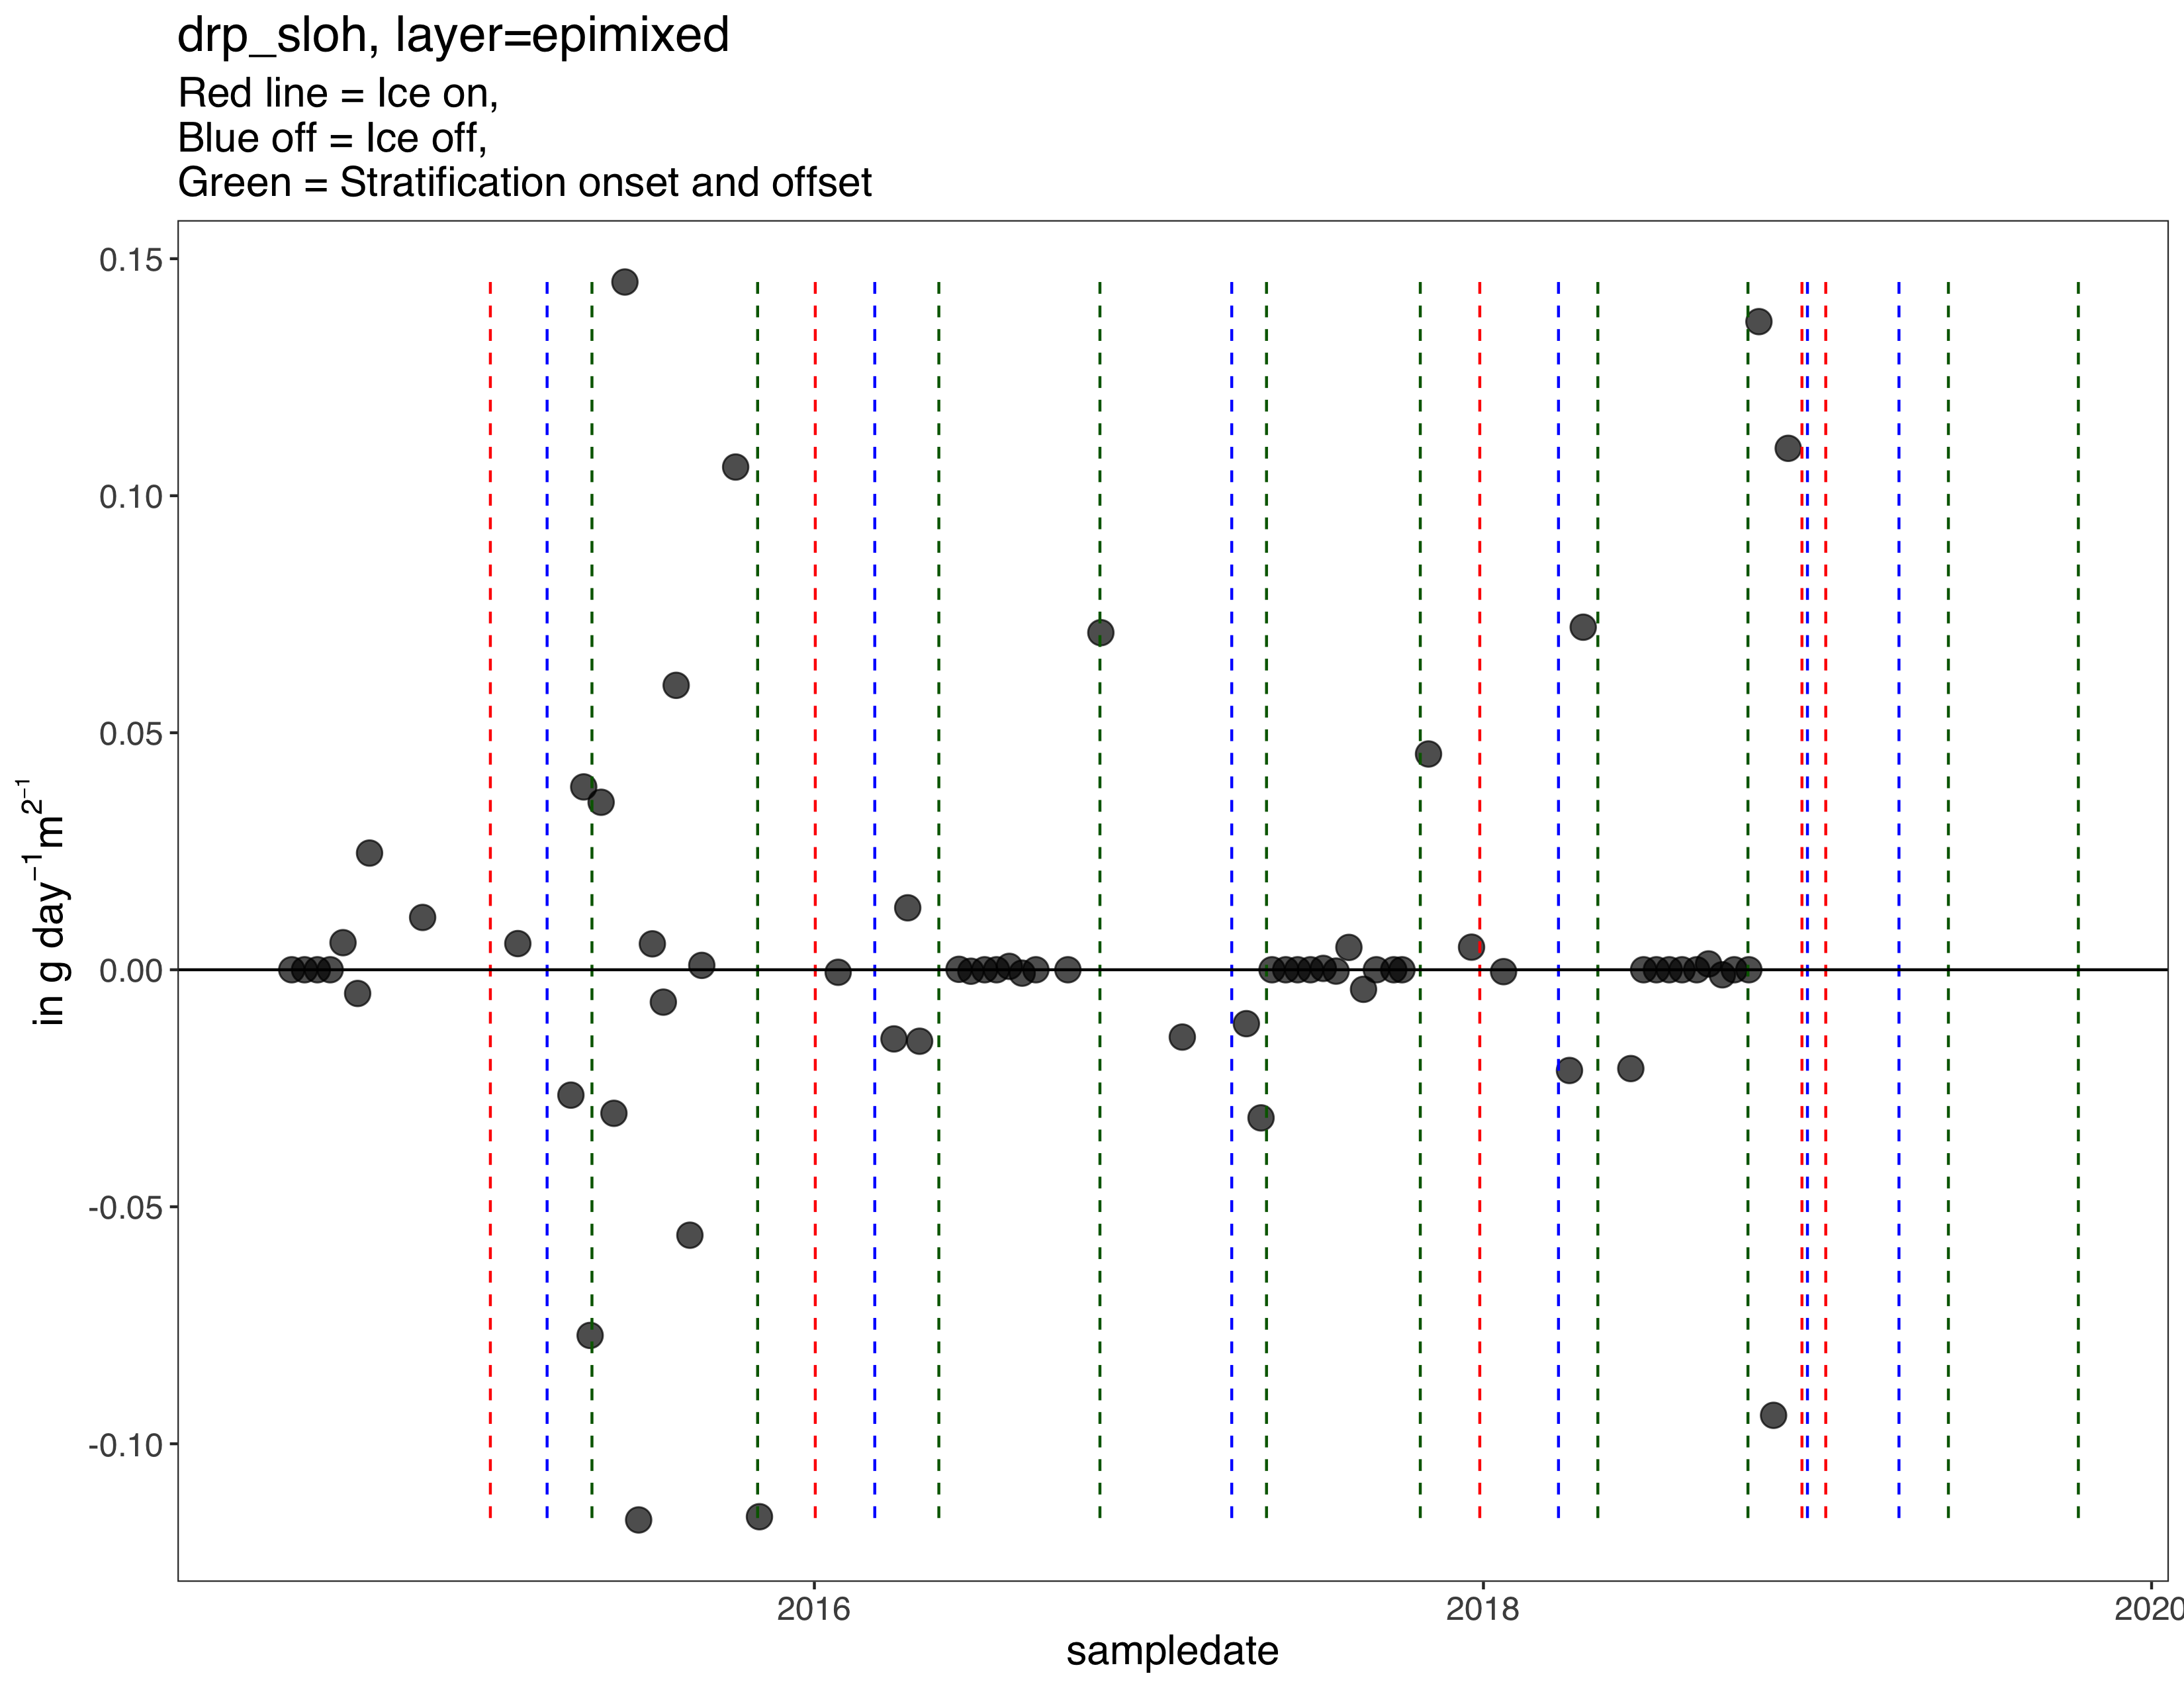 drp_sloh, layer=epimixed
Red line = Ice on,
Blue off = Ice off,
Green = Stratification onset and offset
0.15
0.10
0.05
0.00
-0.05
-0.10
in g day⁻¹m²⁻¹
2016
2018
2020
sampledate